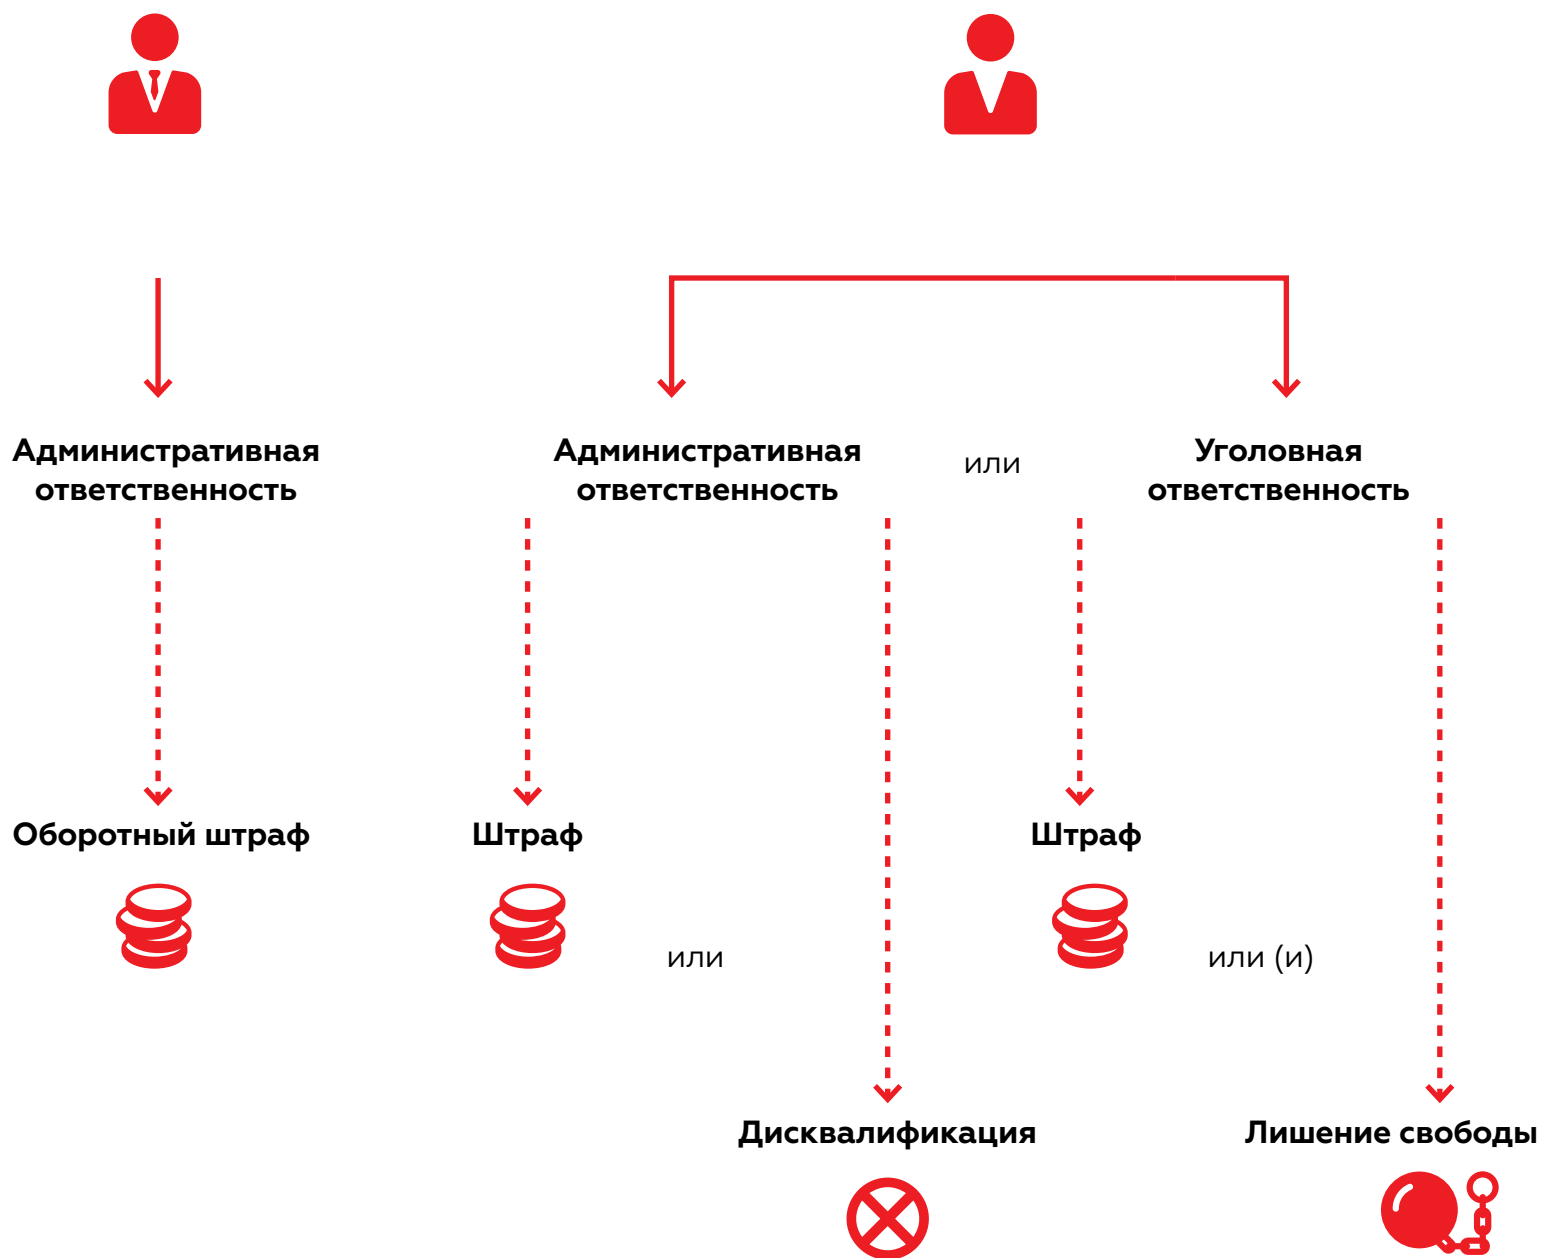 Административная
ответственность
Административная
ответственность
или
Уголовная
ответственность
Оборотный штраф
Штраф
Штраф
или
или (и)
Дисквалификация
Лишение свободы